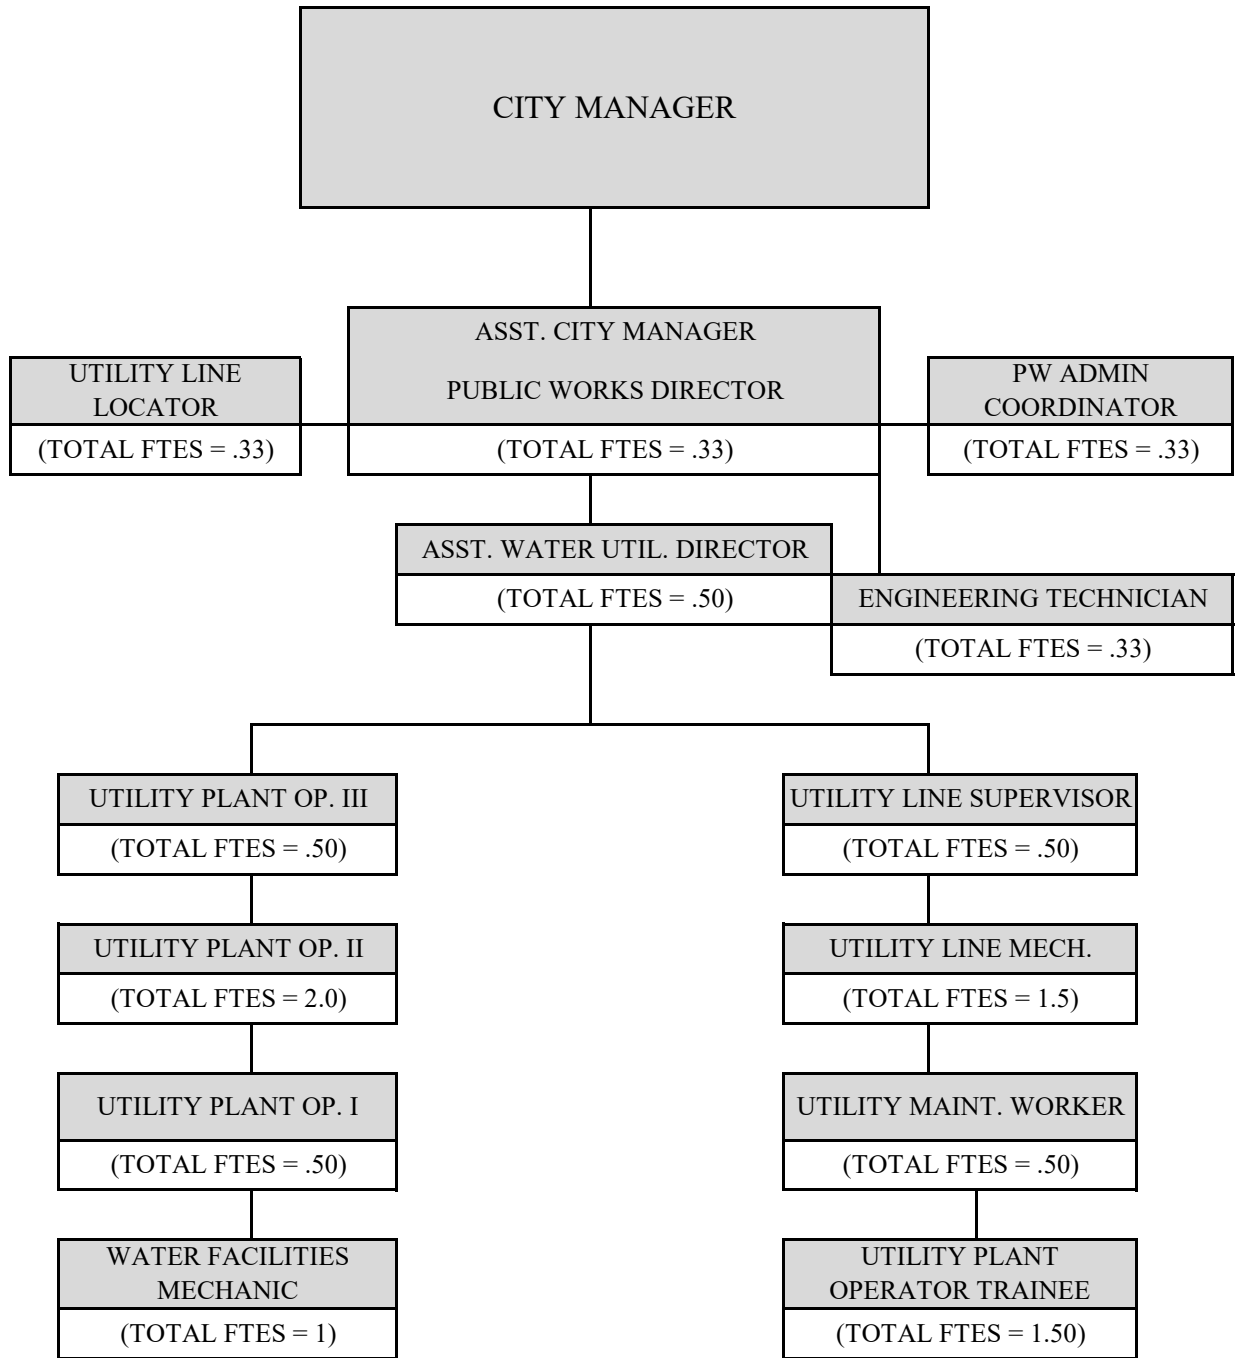 CITY MANAGER
ASST. CITY MANAGER
PUBLIC WORKS DIRECTOR
(TOTAL FTES = .33)
UTILITY LINE
LOCATOR
(TOTAL FTES = .33)
PW ADMIN
COORDINATOR
(TOTAL FTES = .33)
ASST. WATER UTIL. DIRECTOR
(TOTAL FTES = .50)
ENGINEERING TECHNICIAN
(TOTAL FTES = .33)
UTILITY PLANT OP. III
(TOTAL FTES = .50)
UTILITY PLANT OP. II
(TOTAL FTES = 2.0)
UTILITY PLANT OP. I
(TOTAL FTES = .50)
WATER FACILITIES
MECHANIC
(TOTAL FTES = 1)
UTILITY LINE SUPERVISOR
(TOTAL FTES = .50)
UTILITY LINE MECH.
(TOTAL FTES = 1.5)
UTILITY MAINT. WORKER
(TOTAL FTES = .50)
UTILITY PLANT
OPERATOR TRAINEE
(TOTAL FTES = 1.50)